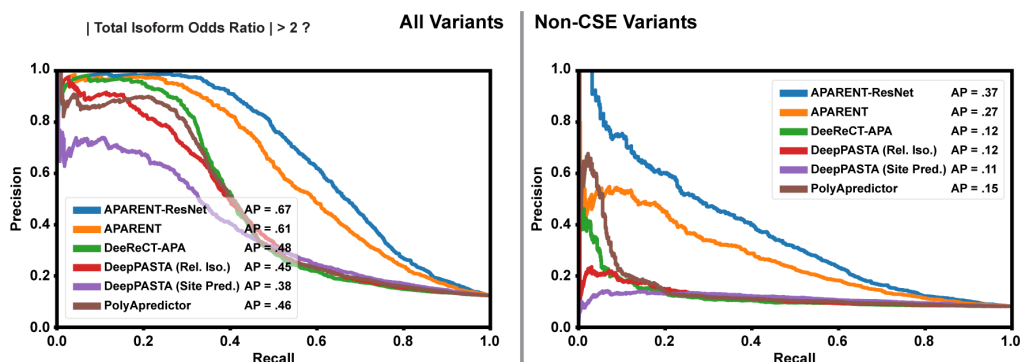 | Total Isoform Odds Ratio | > 2 ?
All Variants
Precision
1.0
0.8
0.6
0.4
0.2
0.0
APARENT-ResNet AP = .67
APARENT AP = .61
DeeReCT-APA AP = .48
DeepPASTA (Rel. Iso.) AP = .45
DeepPASTA (Site Pred.) AP = .38
PolyApredictor AP = .46
0.0 0.2 0.4 0.6 0.8 1.0
Recall
Non-CSE Variants
Precision
1.0
0.8
0.6
0.4
0.2
0.0
APARENT-ResNet AP = .37
APARENT AP = .27
DeeReCT-APA AP = .12
DeepPASTA (Rel. Iso.) AP = .12
DeepPASTA (Site Pred.) AP = .11
PolyApredictor AP = .15
0.0 0.2 0.4 0.6 0.8 1.0
Recall